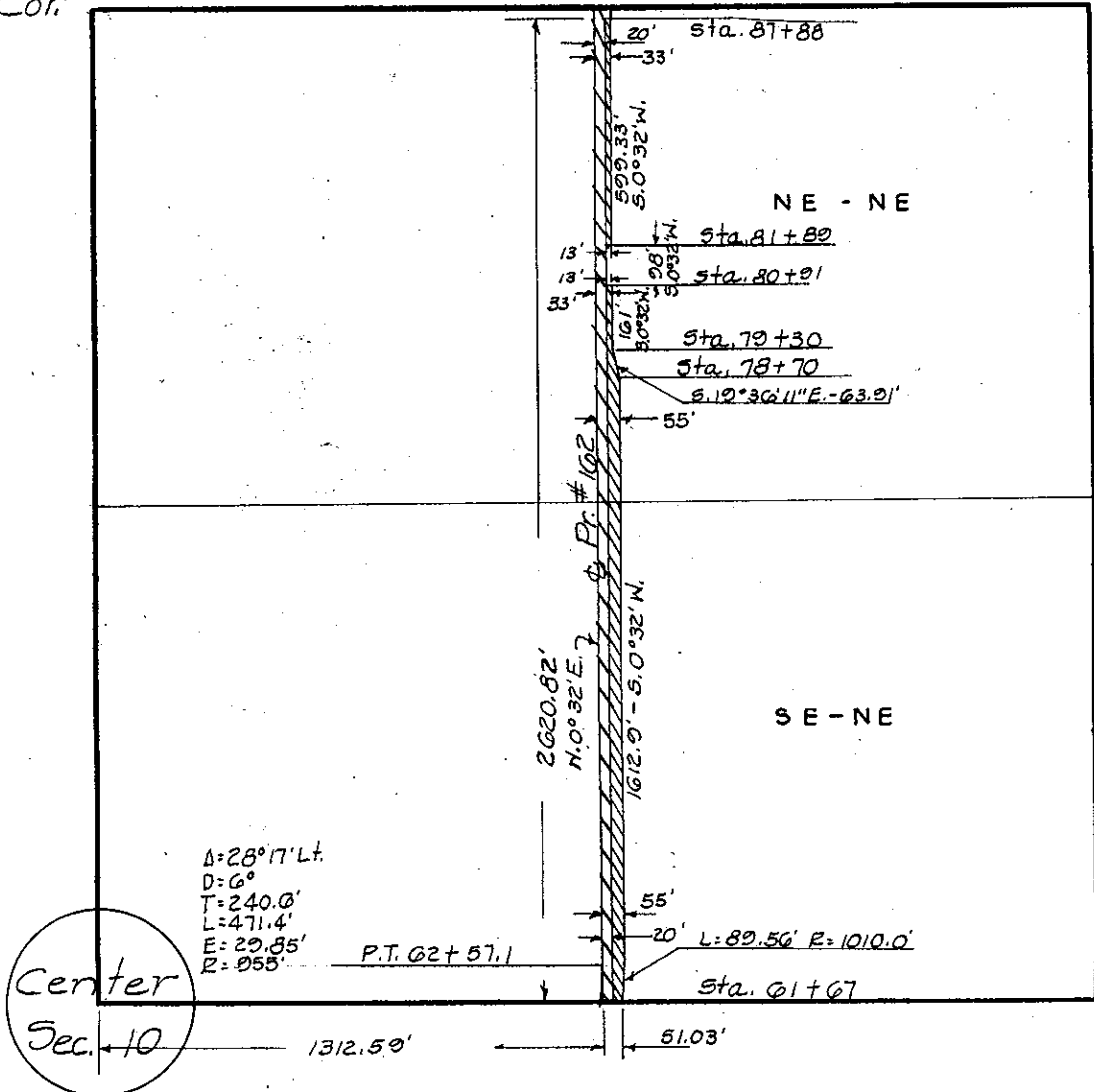 Cor.
Sta. 87+88
20'
33'
599.33'
S.0°32'W.
NE - NE
Sta. 81+89
13'
98'
S.0°32'W.
13'
Sta. 80+91
33'
161'
S.0°32'W.
Sta. 79+30
Sta. 78+70
S.19°36'11"E.-63.91'
55'
₵ Pr. # 162
2620.82'
N.0°32'E.
1612.9' - S.0°32'W.
SE-NE
Δ=28°17'Lt.
D=6°
T=240.6'
L=471.4'
E=29.85'
R=955'
P.T. 62+57.1
55'
20'
L=89.56' R=1010.0'
Sta. 61+67
Center
Sec. 10
1312.59'
51.03'